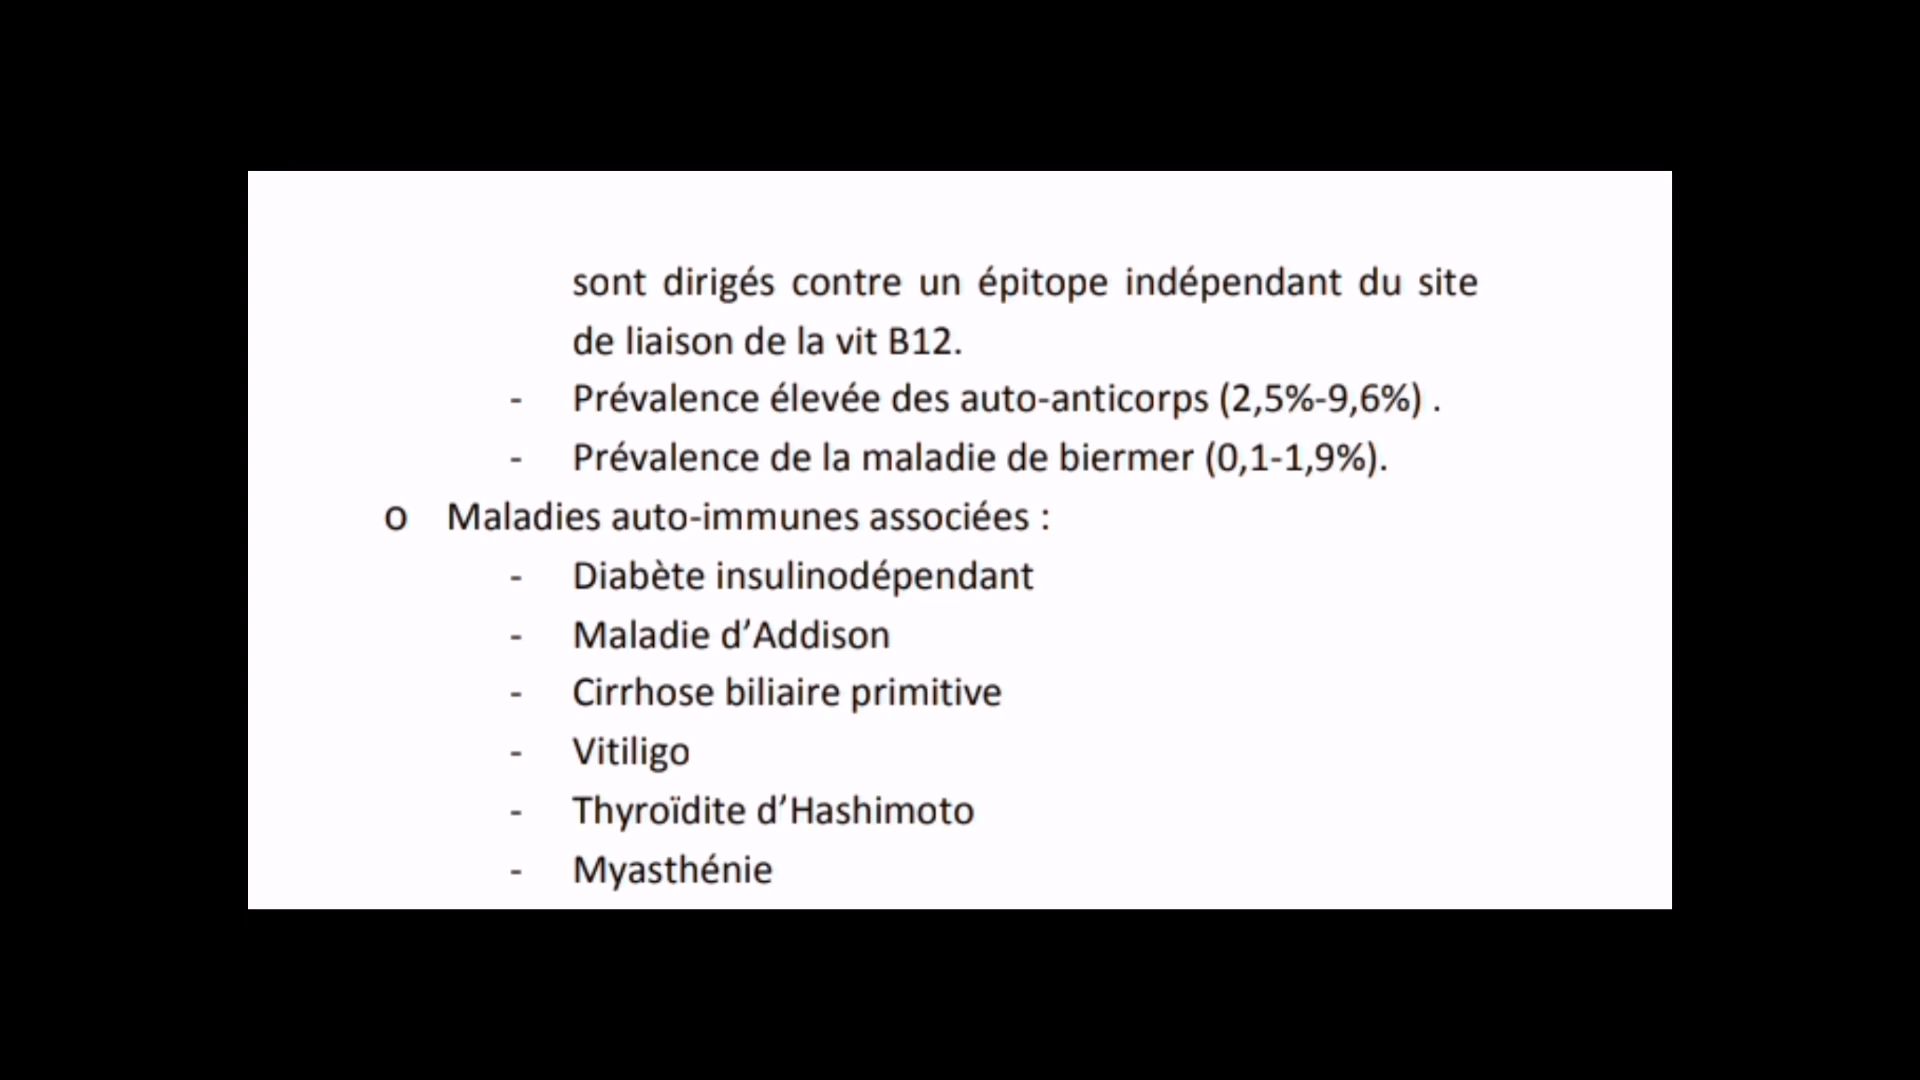 sont dirigés contre un épitope indépendant du site
de liaison de la vit B12.
- Prévalence élevée des auto-anticorps (2,5%-9,6%) .
- Prévalence de la maladie de biermer (0,1-1,9%).
o Maladies auto-immunes associées :
- Diabète insulinodépendant
- Maladie d’Addison
- Cirrhose biliaire primitive
- Vitiligo
- Thyroïdite d’Hashimoto
- Myasthénie